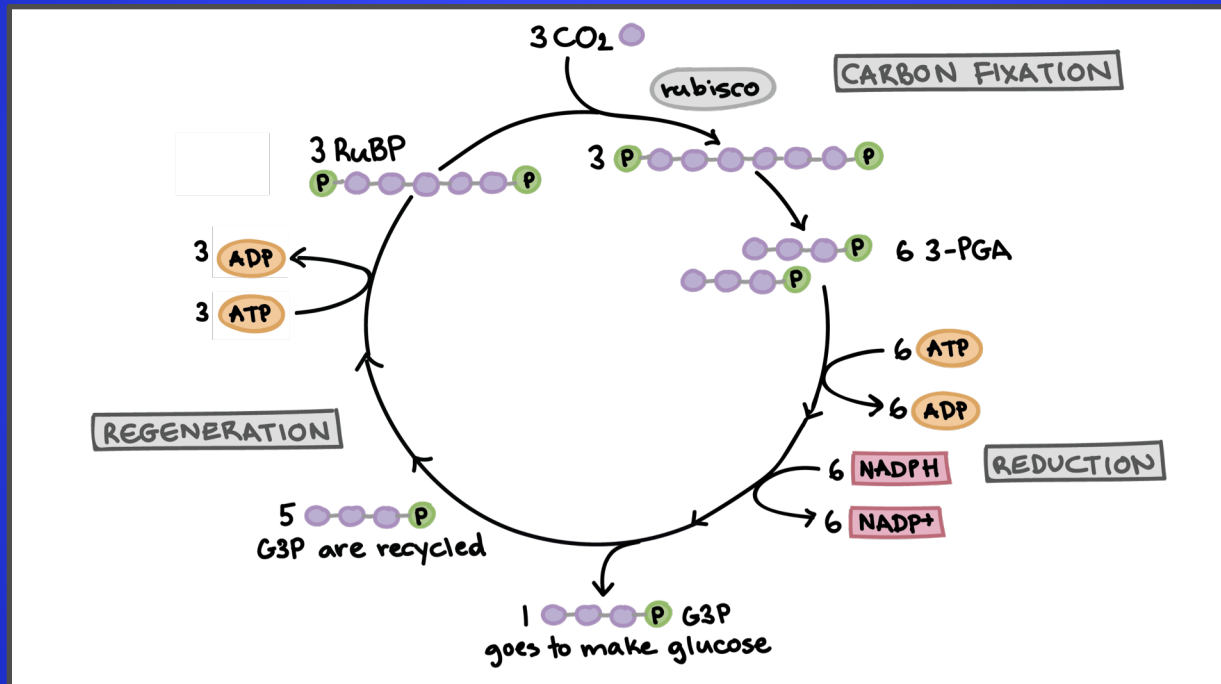 3 CO2
rubisco
CARBON FIXATION
3 RuBP
P P
3 P P
P 6 3-PGA
P
3 ADP
3 ATP
6 ATP
6 ADP
REGENERATION
6 NADPH
REDUCTION
6 NADP+
5 P
G3P are recycled
1 P G3P
goes to make glucose